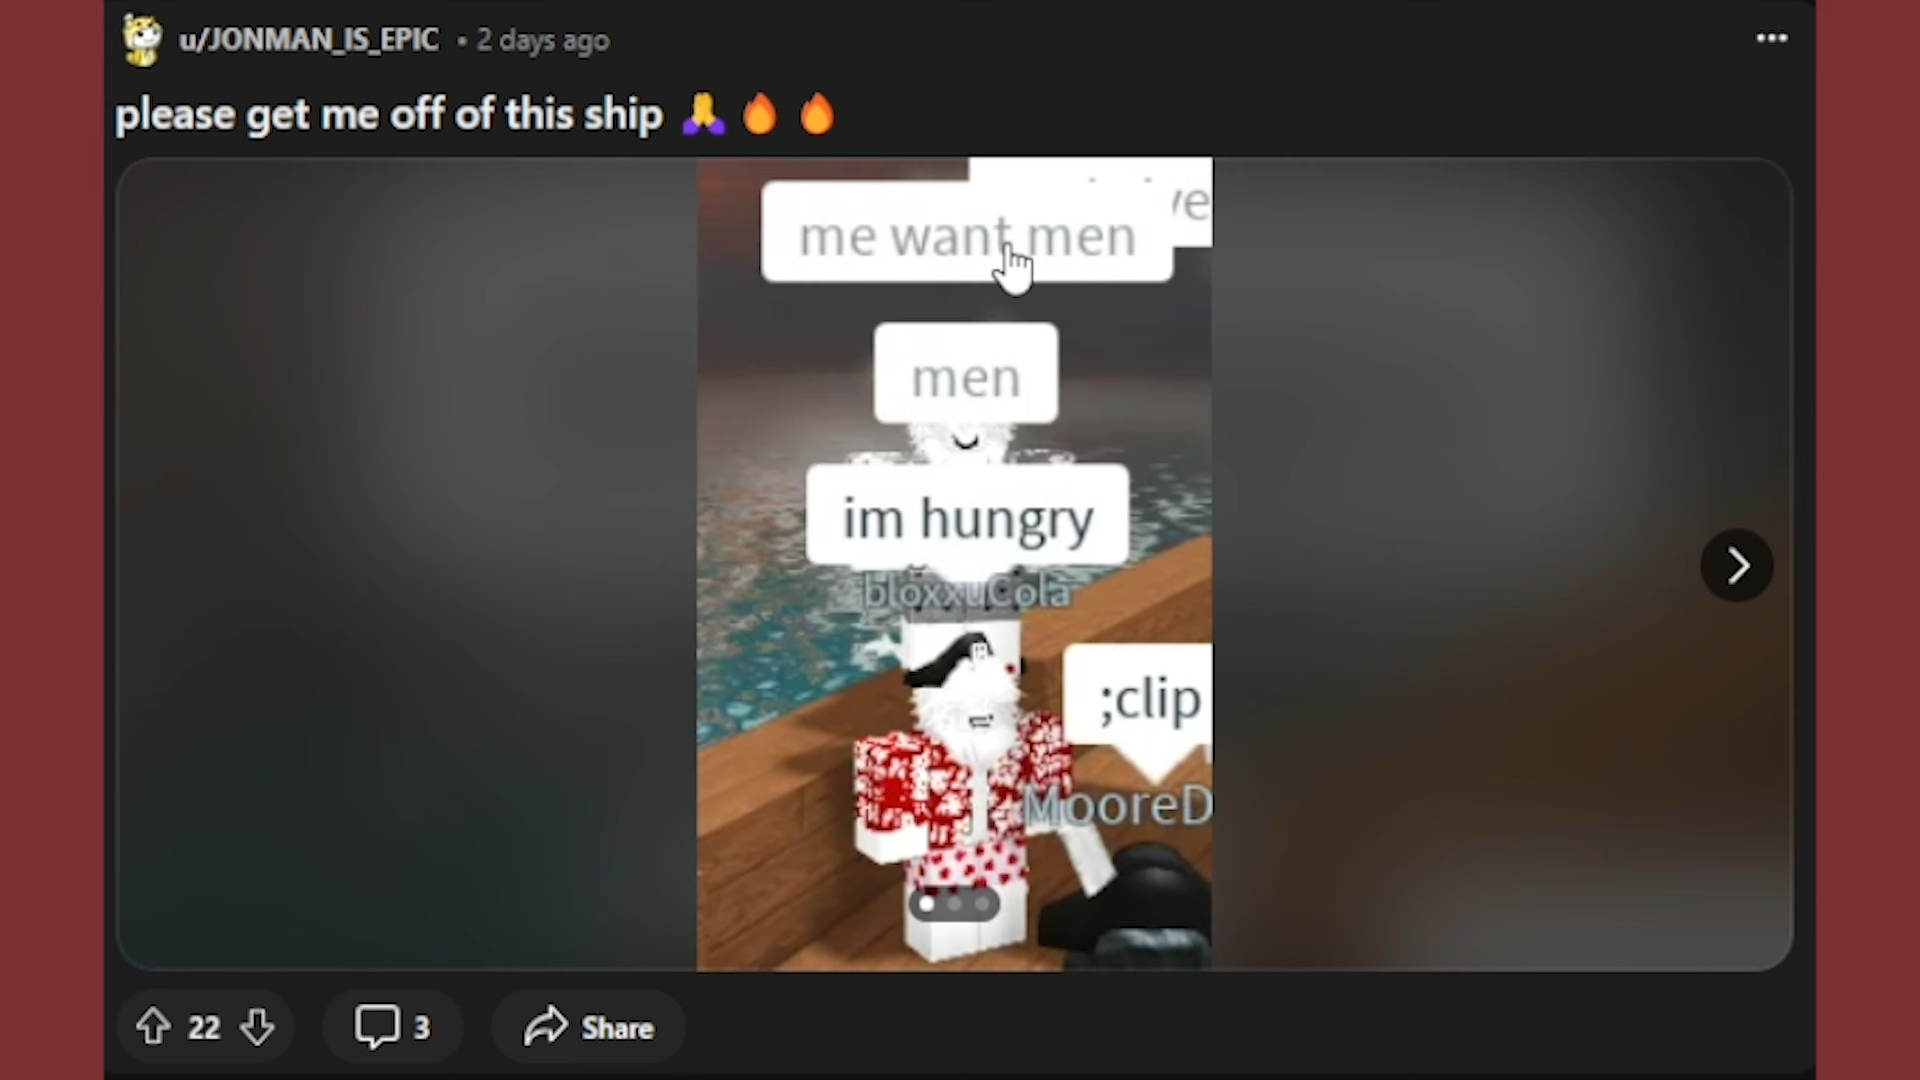 u/JONMAN_IS_EPIC • 2 days ago
please get me off of this ship 🙏🔥🔥
me want men
men
im hungry
bloxxuCola
;clip
MooreD
22
3
Share